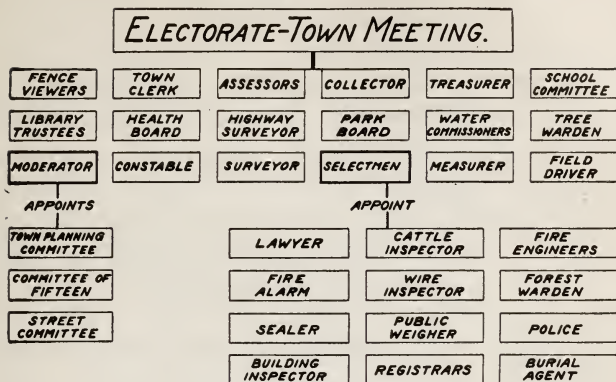 ELECTORATE-TOWN MEETING.
FENCE VIEWERS
TOWN CLERK
ASSESSORS
COLLECTOR
TREASURER
SCHOOL COMMITTEE
LIBRARY TRUSTEES
HEALTH BOARD
HIGHWAY SURVEYOR
PARK BOARD
WATER COMMISSIONERS
TREE WARDEN
MODERATOR
CONSTABLE
SURVEYOR
SELECTMEN
MEASURER
FIELD DRIVER
APPOINTS
APPOINT
TOWN PLANNING COMMITTEE
LAWYER
CATTLE INSPECTOR
FIRE ENGINEERS
COMMITTEE OF FIFTEEN
FIRE ALARM
WIRE INSPECTOR
FOREST WARDEN
STREET COMMITTEE
SEALER
PUBLIC WEIGHER
POLICE
BUILDING INSPECTOR
REGISTRARS
BURIAL AGENT